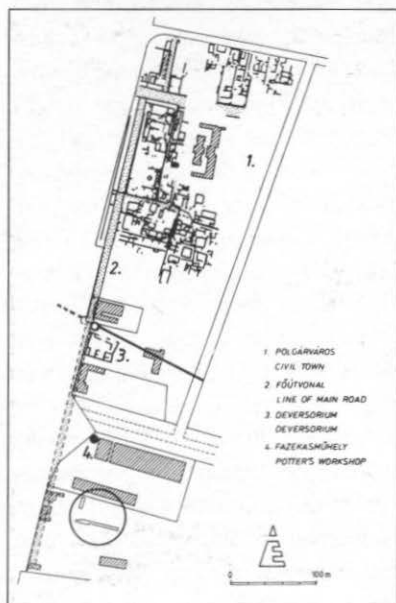 1.
2.
3.
4.
1. POLGÁRVÁROS
CIVIL TOWN
2. FŐÚTVONAL
LINE OF MAIN ROAD
3. DEVERSORIUM
DEVERSORIUM
4. FAZEKASMŰHELY
POTTER'S WORKSHOP
É
0 100 m